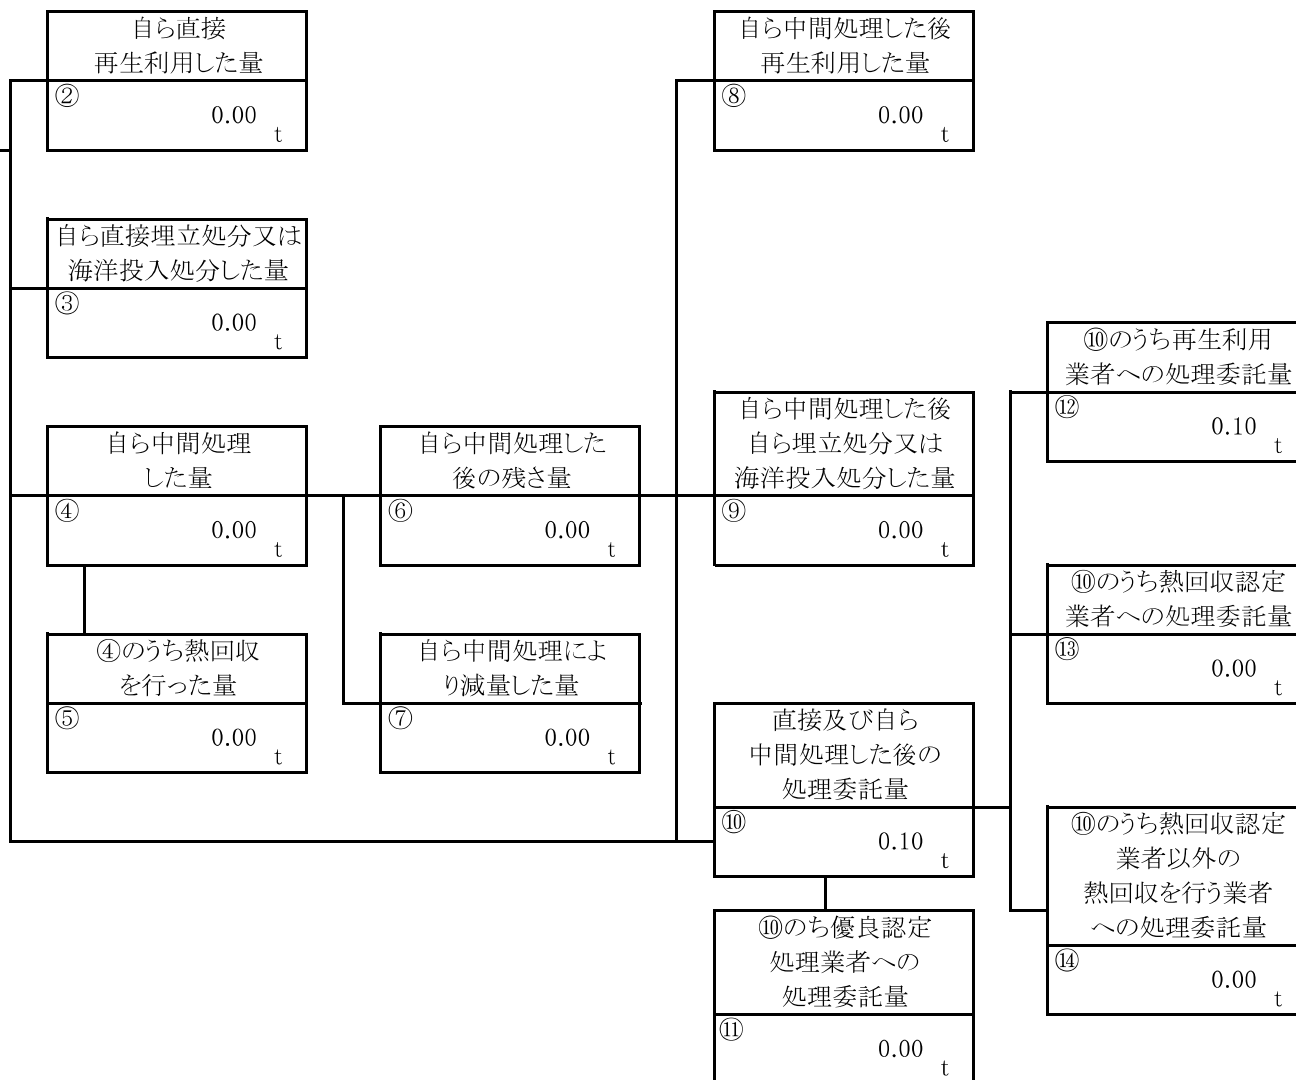 自ら直接
再生利用した量
②
0.00
t
自ら中間処理した後
再生利用した量
⑧
0.00
t
自ら直接埋立処分又は
海洋投入処分した量
③
0.00
t
⑩のうち再生利用
業者への処理委託量
⑫
0.10
t
自ら中間処理
した量
④
0.00
t
自ら中間処理した
後の残さ量
⑥
0.00
t
自ら中間処理した後
自ら埋立処分又は
海洋投入処分した量
⑨
0.00
t
⑩のうち熱回収認定
業者への処理委託量
⑬
0.00
t
④のうち熱回収
を行った量
⑤
0.00
t
自ら中間処理によ
り減量した量
⑦
0.00
t
直接及び自ら
中間処理した後の
処理委託量
⑩
0.10
t
⑩のうち熱回収認定
業者以外の
熱回収を行う業者
への処理委託量
⑭
0.00
t
⑩のち優良認定
処理業者への
処理委託量
⑪
0.00
t